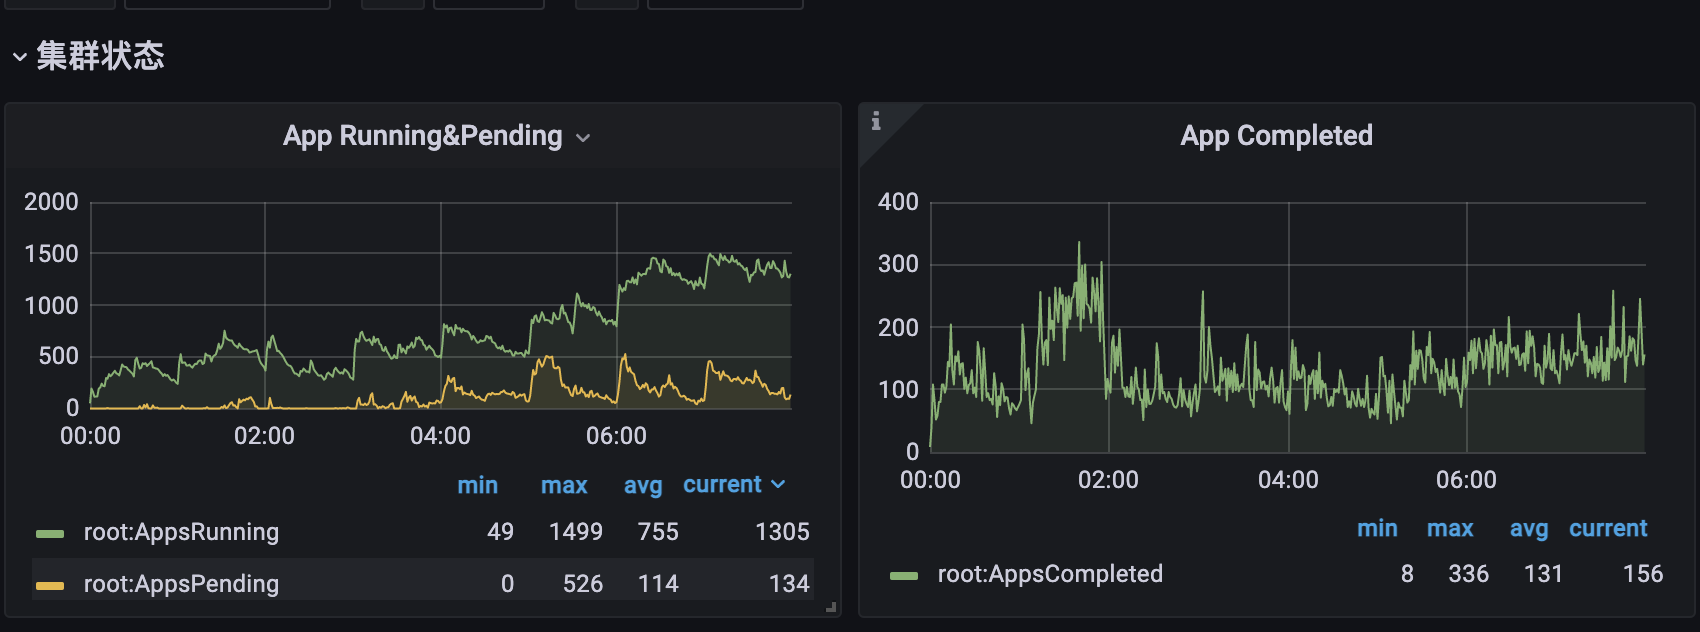 集群状态
App Running&Pending
2000
1500
1000
500
0
00:00 02:00 04:00 06:00
min max avg current
root:AppsRunning 49 1499 755 1305
root:AppsPending 0 526 114 134
App Completed
400
300
200
100
0
00:00 02:00 04:00 06:00
min max avg current
root:AppsCompleted 8 336 131 156